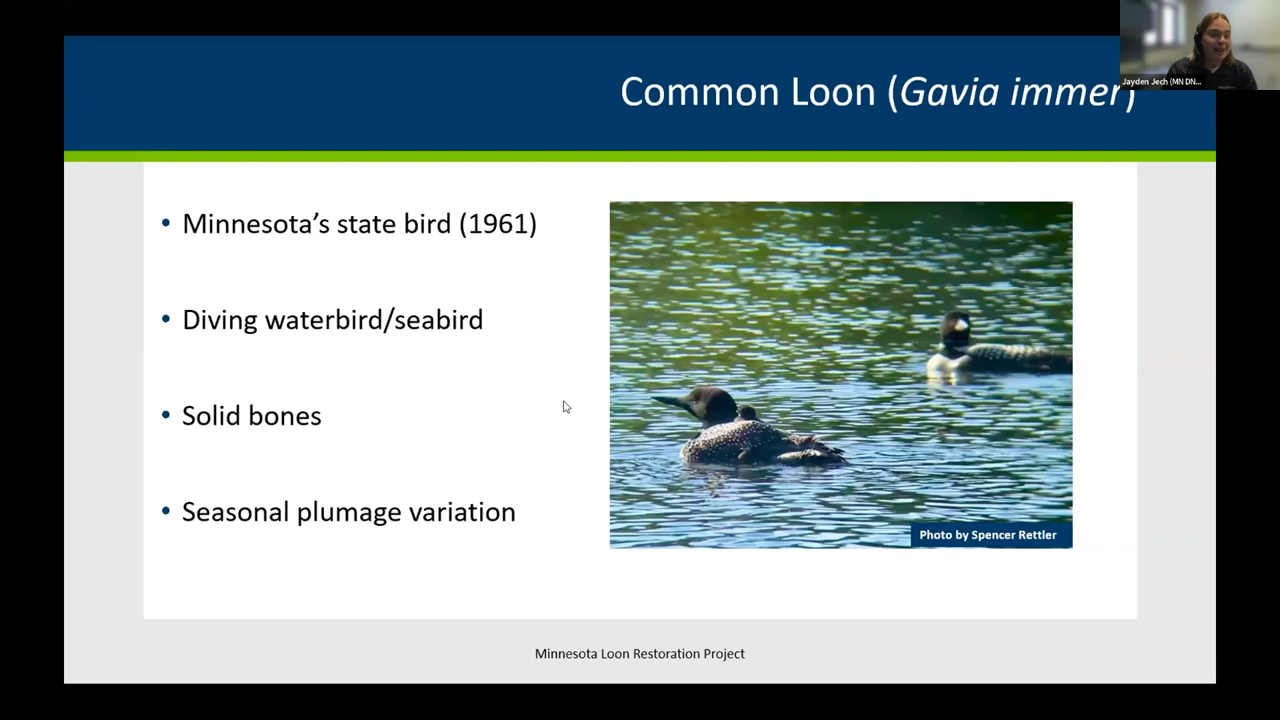 Common Loon (Gavia immer)
Jayden Jech (MN DN...
• Minnesota’s state bird (1961)
• Diving waterbird/seabird
• Solid bones
• Seasonal plumage variation
Photo by Spencer Rettler
Minnesota Loon Restoration Project